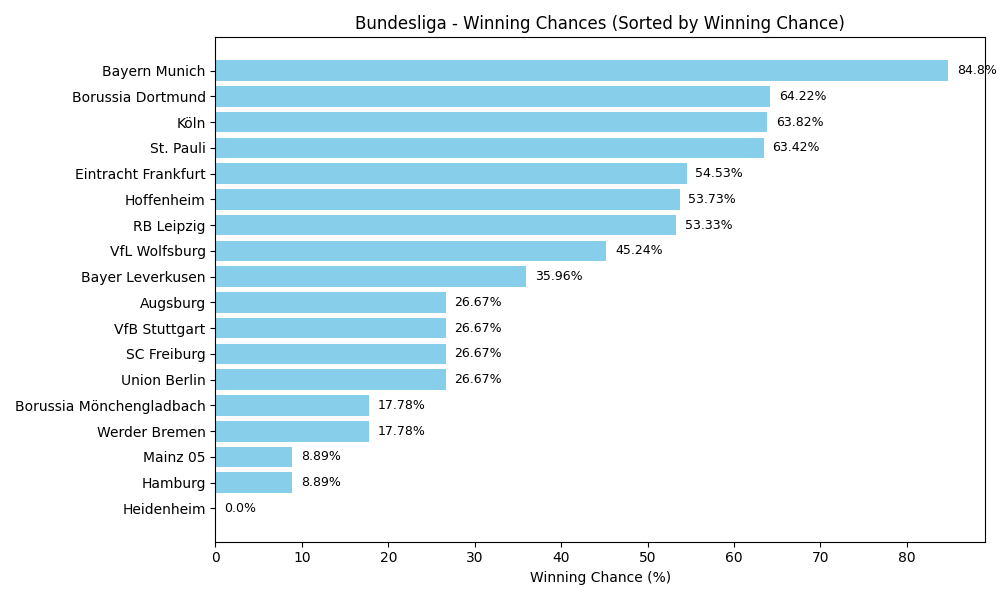 Bundesliga - Winning Chances (Sorted by Winning Chance)
Bayern Munich 84.8%
Borussia Dortmund 64.22%
Köln 63.82%
St. Pauli 63.42%
Eintracht Frankfurt 54.53%
Hoffenheim 53.73%
RB Leipzig 53.33%
VfL Wolfsburg 45.24%
Bayer Leverkusen 35.96%
Augsburg 26.67%
VfB Stuttgart 26.67%
SC Freiburg 26.67%
Union Berlin 26.67%
Borussia Mönchengladbach 17.78%
Werder Bremen 17.78%
Mainz 05 8.89%
Hamburg 8.89%
Heidenheim 0.0%
0 10 20 30 40 50 60 70 80
Winning Chance (%)